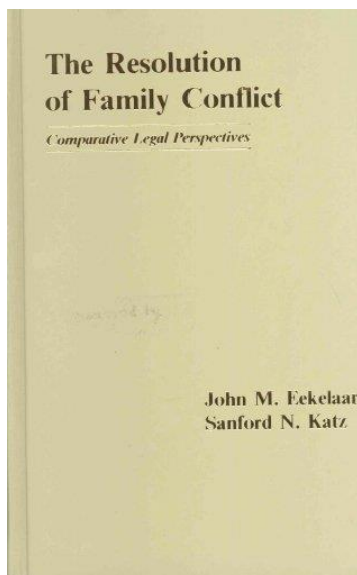 The Resolution
of Family Conflict
Comparative Legal Perspectives
John M. Eekelaar
Sanford N. Katz